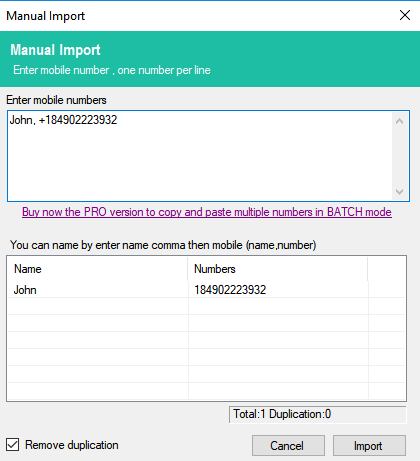 Manual Import
Manual Import
Enter mobile number , one number per line
Enter mobile numbers
John, +184902223932
Buy now the PRO version to copy and paste multiple numbers in BATCH mode
You can name by enter name comma then mobile (name,number)
Name Numbers
John 184902223932
Total:1 Duplication:0
Remove duplication Cancel Import